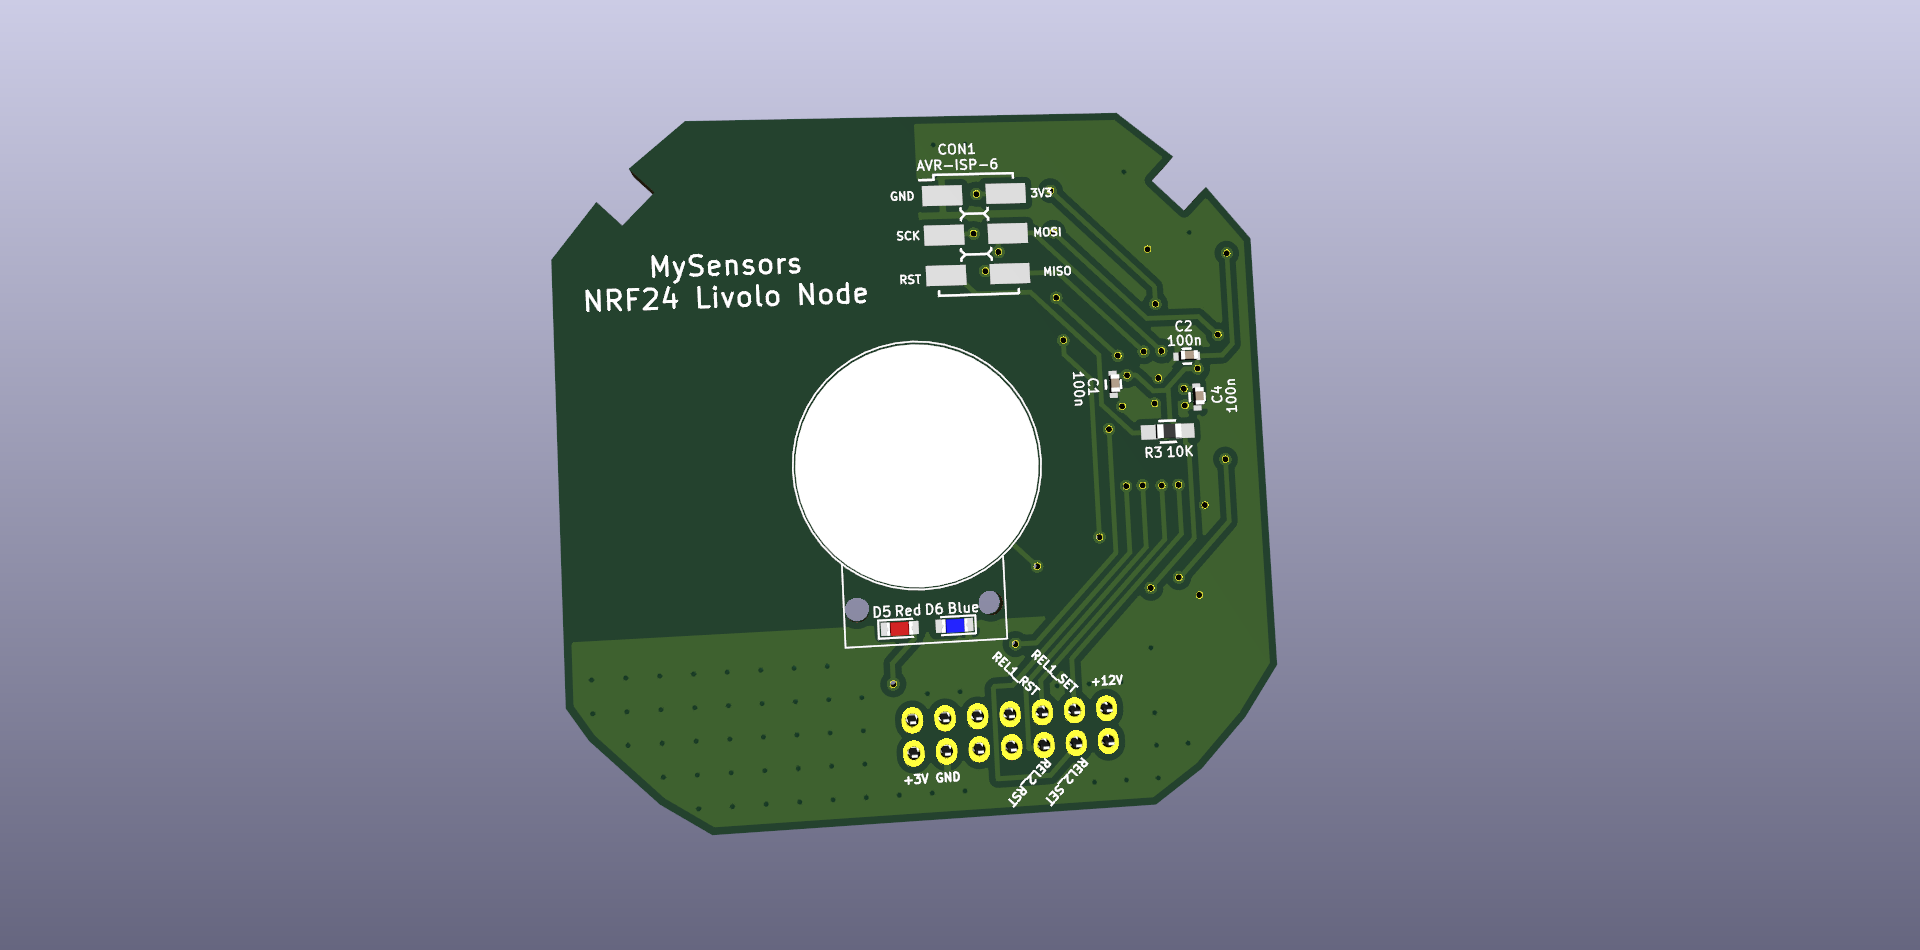 CON1
AVR-ISP-6
GND
3V3
SCK
MOSI
RST
MISO
MySensors
NRF24 Livolo Node
C2
100n
C1
100n
C4
100n
R3 10K
D5 Red D6 Blue
REL1_RST
REL1_SET
+12V
+3V GND
REL2_RST
REL2_SET